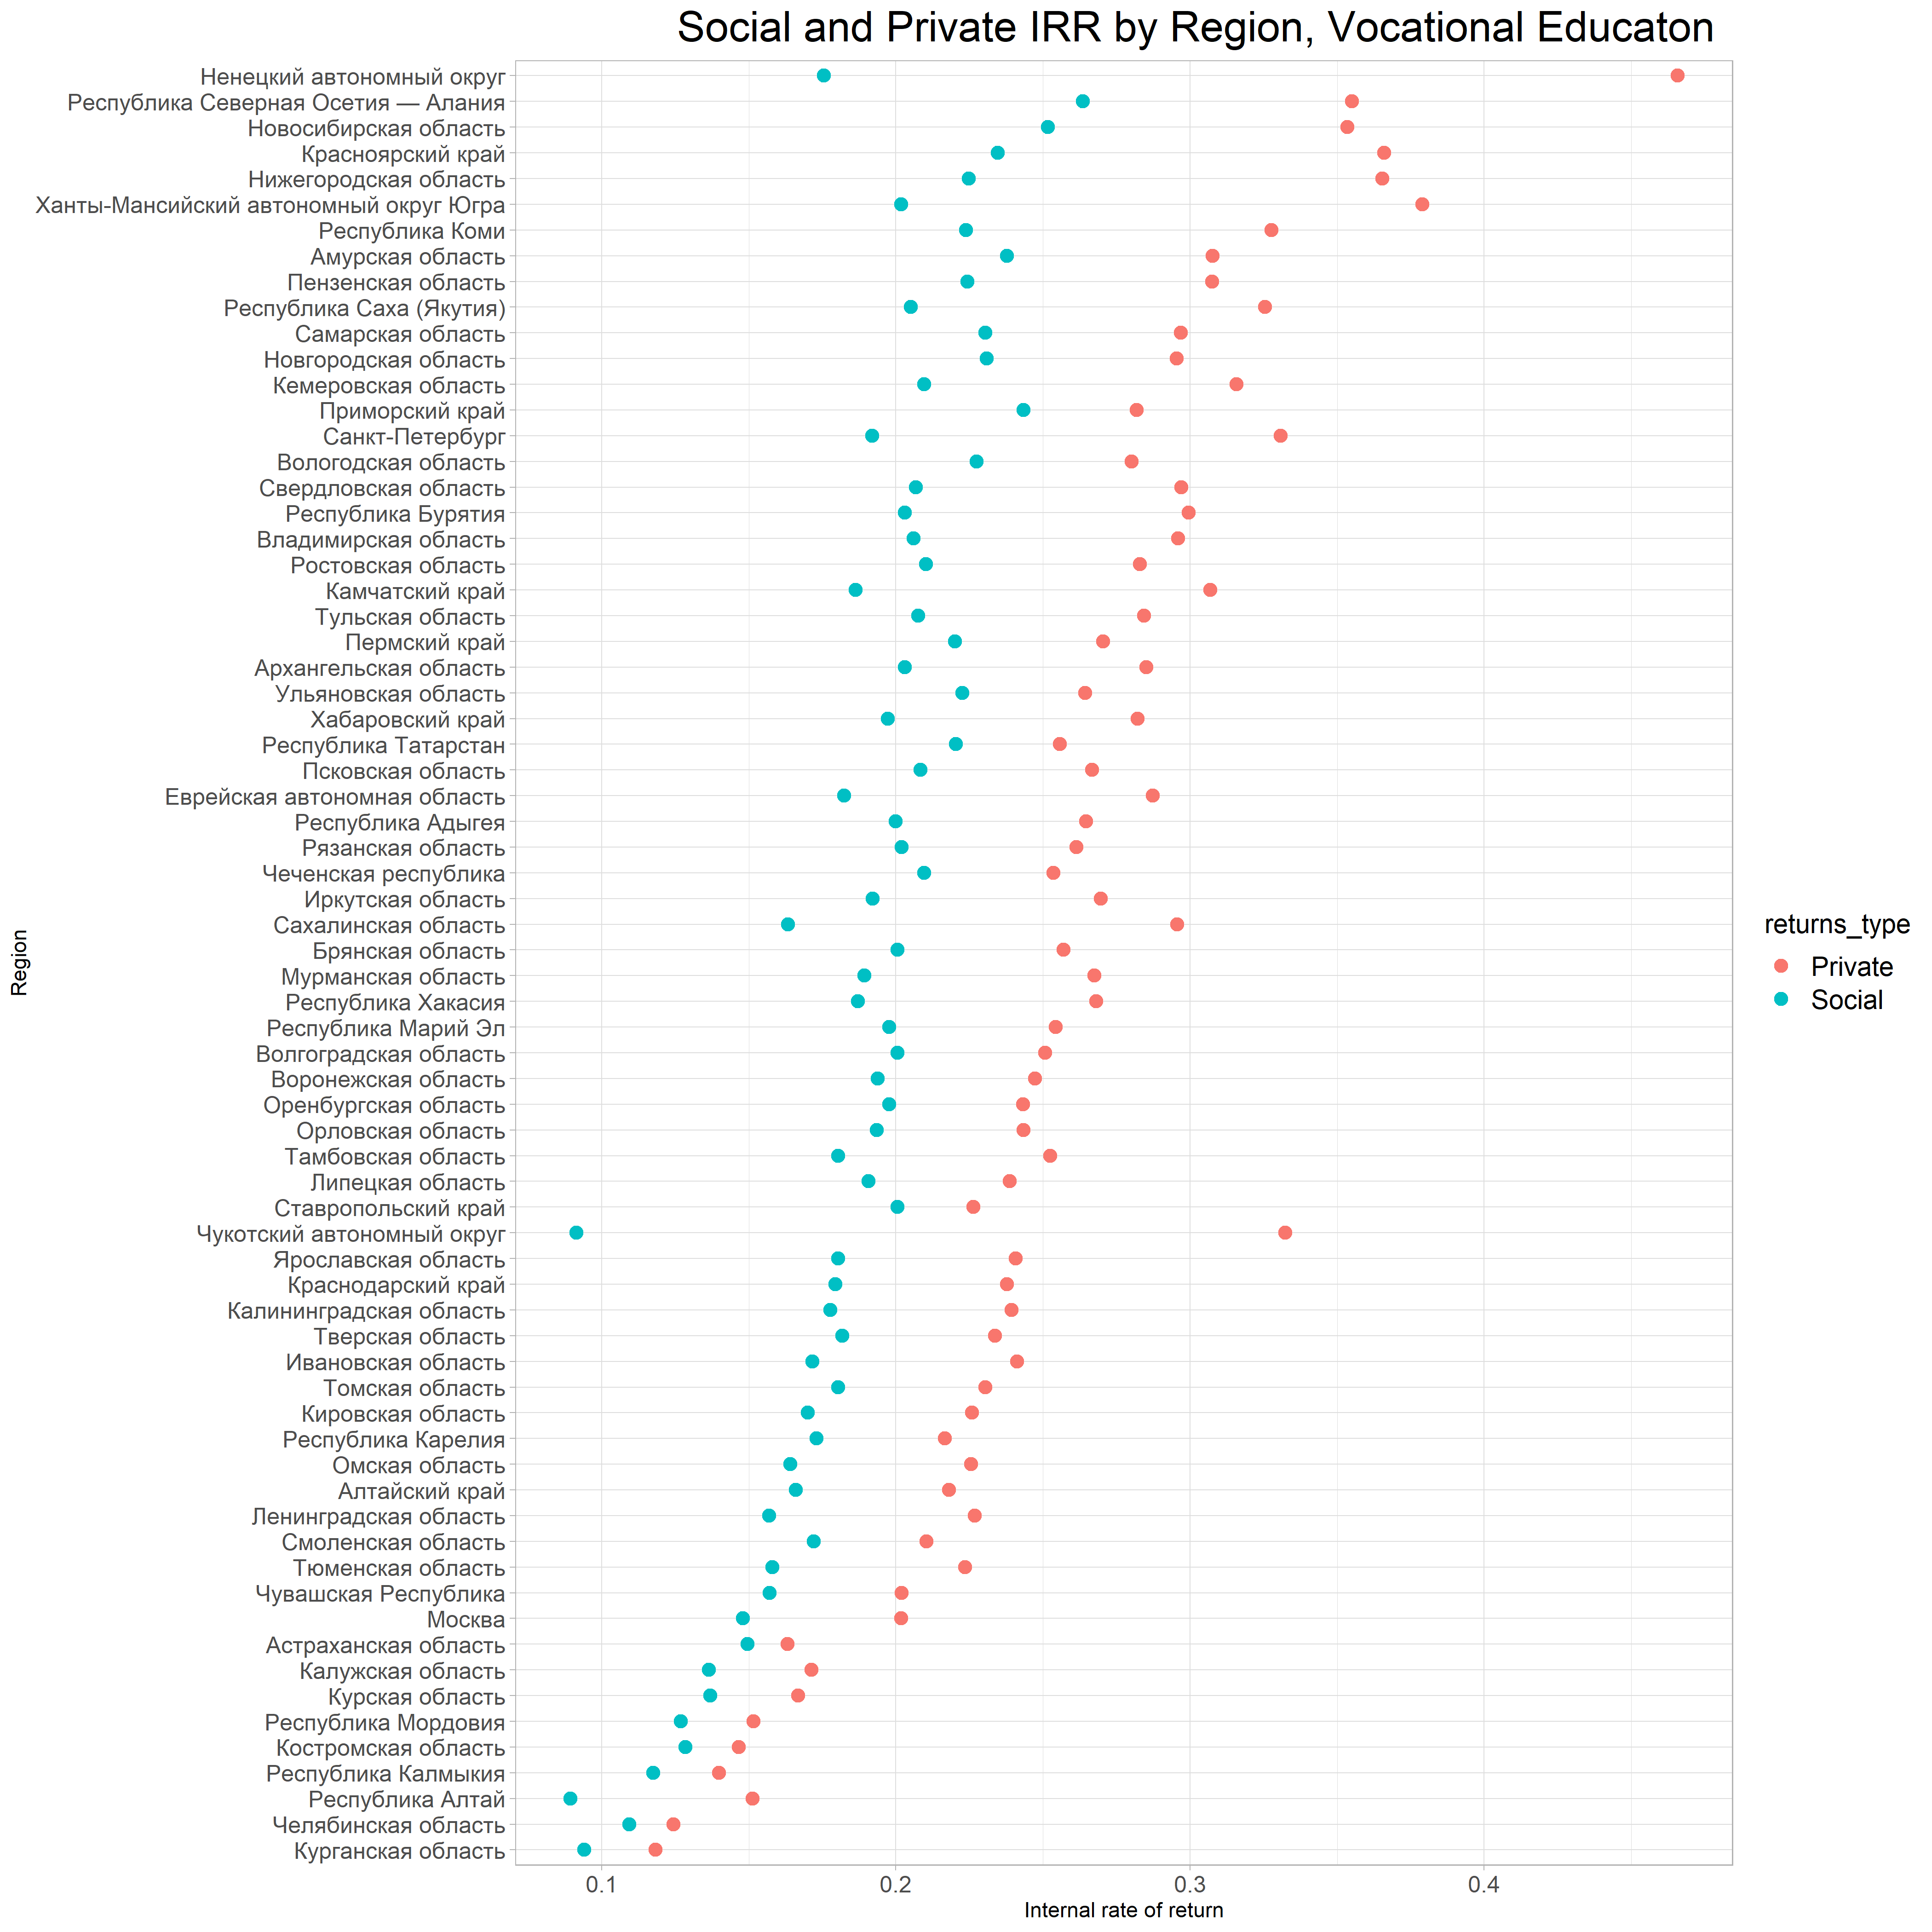 Social and Private IRR by Region, Vocational Educaton
Ненецкий автономный округ
Республика Северная Осетия — Алания
Новосибирская область
Красноярский край
Нижегородская область
Ханты-Мансийский автономный округ Югра
Республика Коми
Амурская область
Пензенская область
Республика Саха (Якутия)
Самарская область
Новгородская область
Кемеровская область
Приморский край
Санкт-Петербург
Вологодская область
Свердловская область
Республика Бурятия
Владимирская область
Ростовская область
Камчатский край
Тульская область
Пермский край
Архангельская область
Ульяновская область
Хабаровский край
Республика Татарстан
Псковская область
Еврейская автономная область
Республика Адыгея
Рязанская область
Чеченская республика
Иркутская область
Сахалинская область
Брянская область
Мурманская область
Республика Хакасия
Республика Марий Эл
Волгоградская область
Воронежская область
Оренбургская область
Орловская область
Тамбовская область
Липецкая область
Ставропольский край
Чукотский автономный округ
Ярославская область
Краснодарский край
Калининградская область
Тверская область
Ивановская область
Томская область
Кировская область
Республика Карелия
Омская область
Алтайский край
Ленинградская область
Смоленская область
Тюменская область
Чувашская Республика
Москва
Астраханская область
Калужская область
Курская область
Республика Мордовия
Костромская область
Республика Калмыкия
Республика Алтай
Челябинская область
Курганская область
Region
0.1 0.2 0.3 0.4
Internal rate of return
returns_type
Private
Social